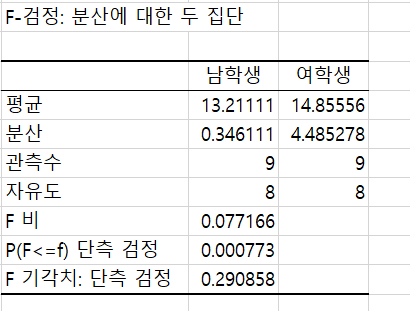 F-검정: 분산에 대한 두 집단
남학생 여학생
평균 13.21111 14.85556
분산 0.346111 4.485278
관측수 9 9
자유도 8 8
F 비 0.077166
P(F<=f) 단측 검정 0.000773
F 기각치: 단측 검정 0.290858